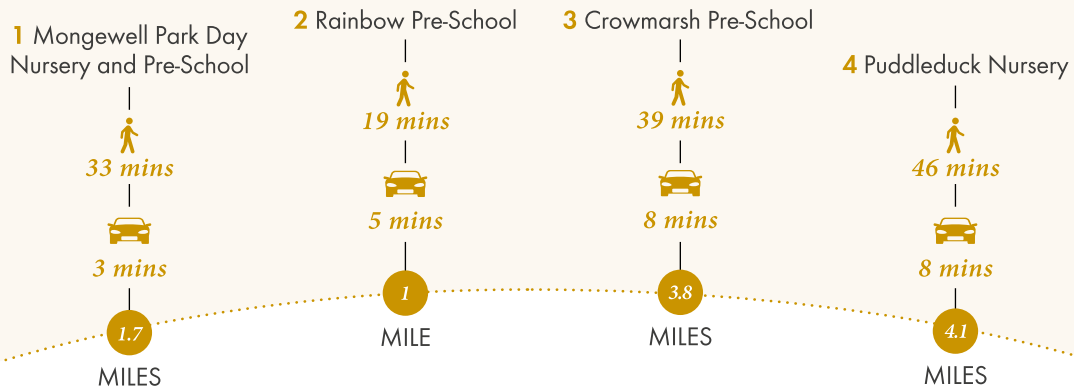 1 Mongewell Park Day
Nursery and Pre-School
33 mins
3 mins
1.7
MILES
2 Rainbow Pre-School
19 mins
5 mins
1
MILE
3 Crowmarsh Pre-School
39 mins
8 mins
3.8
MILES
4 Puddleduck Nursery
46 mins
8 mins
4.1
MILES